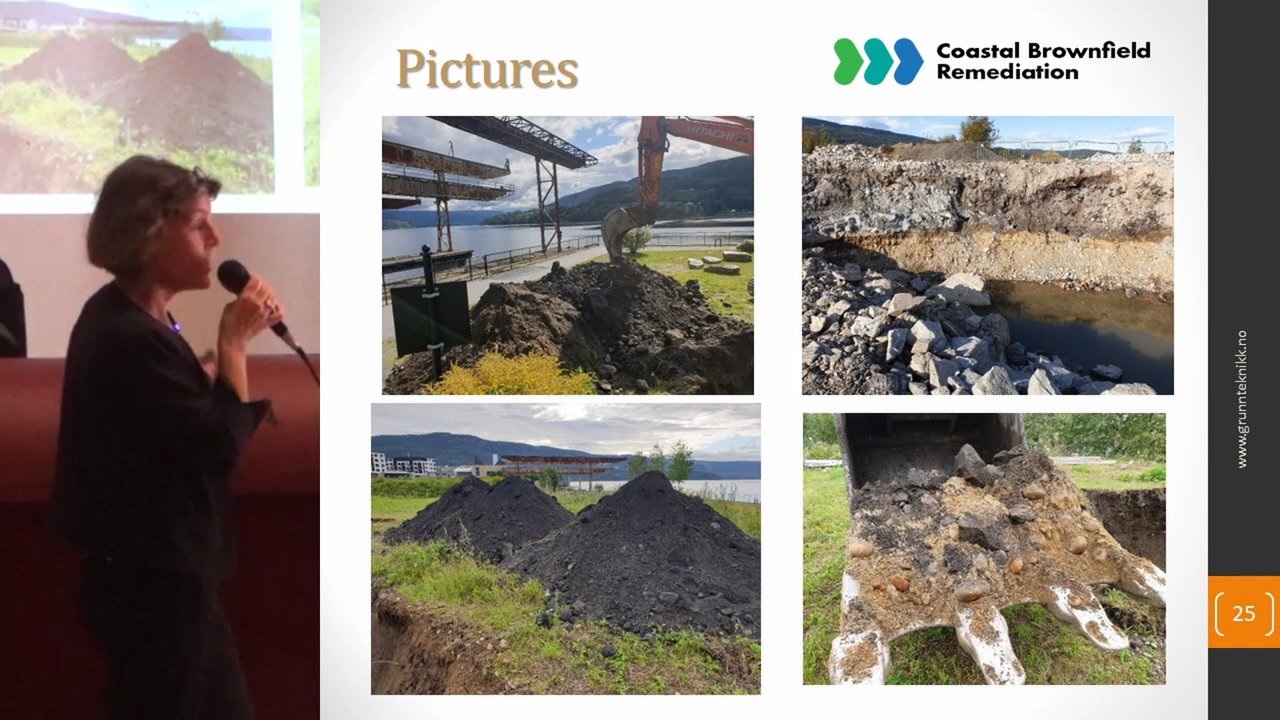 Pictures
Coastal Brownfield
Remediation
HITACHI
www.grunnteknikk.no
25